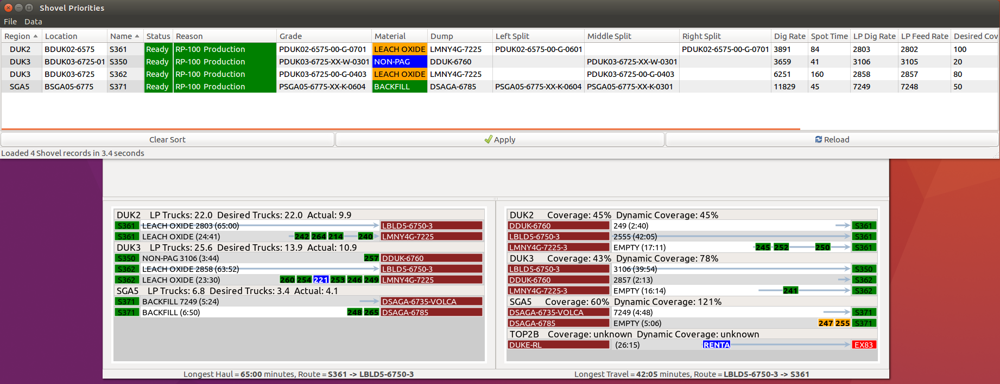 Shovel Priorities
File Data
Region Location Name Status Reason Grade Material Dump Left Split Middle Split Right Split Dig Rate Spot Time LP Dig Rate LP Feed Rate Desired Cov
DUK2 BDUK02-6575 S361 Ready RP-100 Production PDUK02-6575-00-G-0701 LEACH OXIDE LMNY4G-7225 PDUK02-6575-00-G-0601 PDUK02-6575-00-G-0701 3891 84 2803 2802 100
DUK3 BDUK03-6725-01 S350 Ready RP-100 Production PDUK03-6725-XX-W-0301 NON-PAG DDUK-6760 PDUK03-6725-XX-W-0301 3659 41 3106 3105 20
DUK3 BDUK03-6725 S362 Ready RP-100 Production PDUK03-6725-00-G-0403 LEACH OXIDE LMNY4G-7225 PDUK03-6725-00-G-0403 6251 160 2858 2857 80
SGA5 BSGA05-6775 S371 Ready RP-100 Production PSGA05-6775-XX-K-0604 BACKFILL DSAGA-6785 PSGA05-6775-XX-K-0604 PSGA05-6775-XX-K-0301 11829 45 7249 7248 50
Clear Sort Apply Reload
Loaded 4 Shovel records in 3.4 seconds
DUK2 LP Trucks: 22.0 Desired Trucks: 22.0 Actual: 9.9
S361 LEACH OXIDE 2803 (65:00) LBLD5-6750-3
S361 LEACH OXIDE (24:41) 242 264 214 240 LMNY4G-7225
DUK3 LP Trucks: 25.6 Desired Trucks: 13.9 Actual: 10.9
S350 NON-PAG 3106 (3:44) 257 DDUK-6760
S362 LEACH OXIDE 2858 (63:52) LBLD5-6750-3
S362 LEACH OXIDE (23:30) 260 254 221 253 246 249 LMNY4G-7225
SGA5 LP Trucks: 6.8 Desired Trucks: 3.4 Actual: 4.1
S371 BACKFILL 7249 (5:24) DSAGA-6735-VOLCA
S371 BACKFILL (6:50) 248 265 DSAGA-6785
Longest Haul = 65:00 minutes, Route = S361 -> LBLD5-6750-3
DUK2 Coverage: 45% Dynamic Coverage: 45%
DDUK-6760 249 (2:40) S361
LBLD5-6750-3 2555 (42:05) S361
LMNY4G-7225-3 EMPTY (17:11) 245 252 250 S361
DUK3 Coverage: 43% Dynamic Coverage: 78%
LBLD5-6750-3 3106 (39:54) S350
DDUK-6760 2857 (2:13) S362
LMNY4G-7225-3 EMPTY (16:14) 241 S362
SGA5 Coverage: 60% Dynamic Coverage: 121%
DSAGA-6735-VOLCA 7249 (4:48) S371
DSAGA-6785 EMPTY (5:06) 247 255 S371
TOP2B Coverage: unknown Dynamic Coverage: unknown
DUKE-RL (26:15) RENTA EX83
Longest Travel = 42:05 minutes, Route = LBLD5-6750-3 -> S361